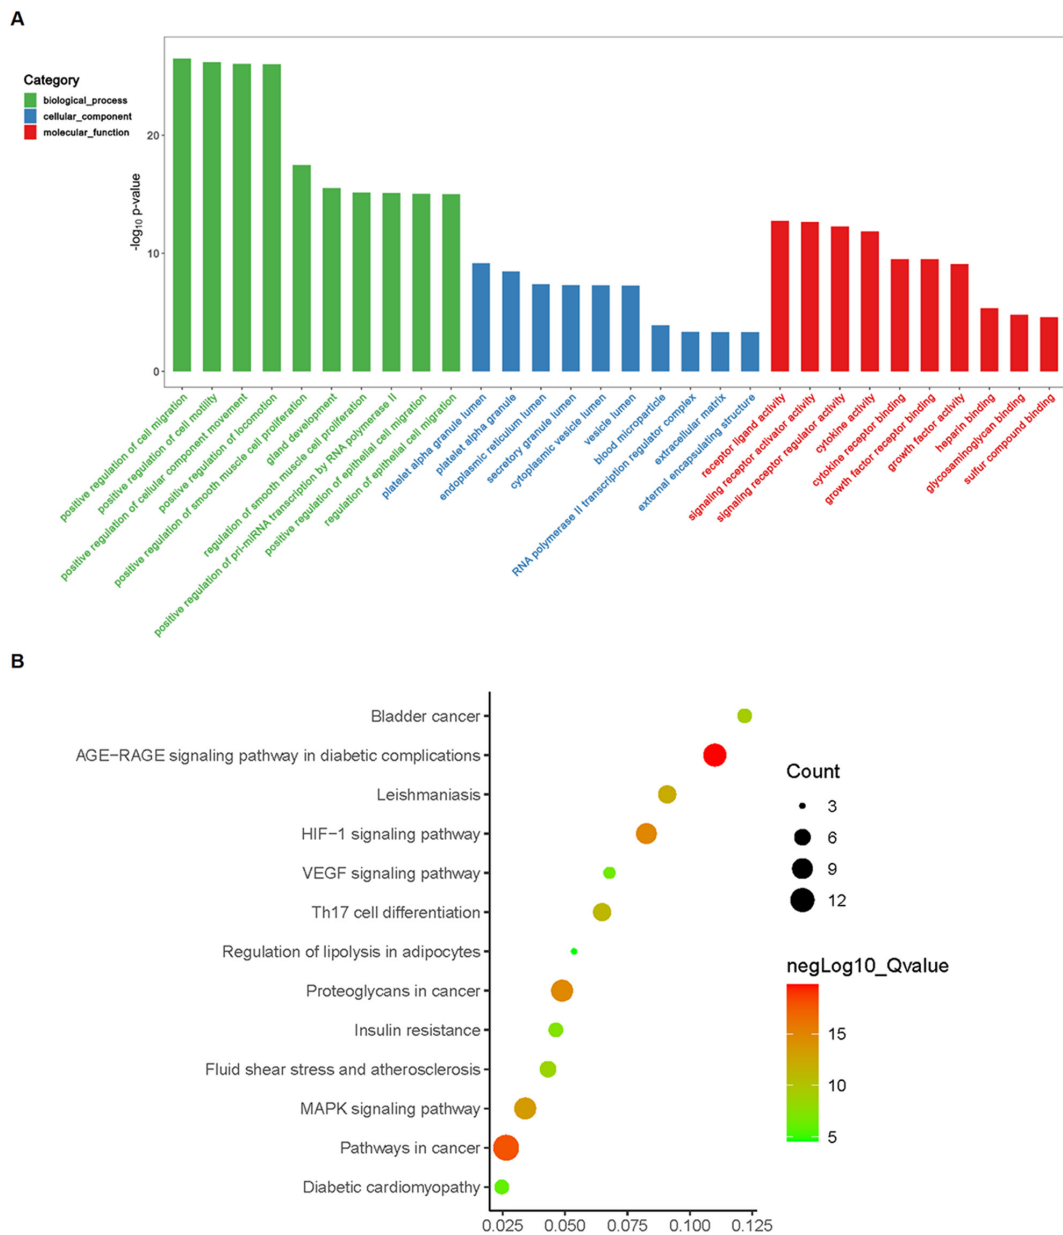 A
Category
biological_process
cellular_component
molecular_function
-log10 p-value
20
10
0
positive regulation of cell migration
positive regulation of cell motility
positive regulation of cellular component movement
positive regulation of locomotion
positive regulation of smooth muscle cell proliferation
gland development
regulation of smooth muscle cell proliferation
positive regulation of pri-miRNA transcription by RNA polymerase II
positive regulation of epithelial cell migration
regulation of epithelial cell migration
platelet alpha granule lumen
platelet alpha granule
endoplasmic reticulum lumen
secretory granule lumen
cytoplasmic vesicle lumen
vesicle lumen
blood microparticle
RNA polymerase II transcription regulator complex
extracellular matrix
external encapsulating structure
receptor ligand activity
signaling receptor activator activity
signaling receptor regulator activity
cytokine activity
cytokine receptor binding
growth factor receptor binding
growth factor activity
heparin binding
glycosaminoglycan binding
sulfur compound binding
B
Bladder cancer
AGE−RAGE signaling pathway in diabetic complications
Leishmaniasis
HIF−1 signaling pathway
VEGF signaling pathway
Th17 cell differentiation
Regulation of lipolysis in adipocytes
Proteoglycans in cancer
Insulin resistance
Fluid shear stress and atherosclerosis
MAPK signaling pathway
Pathways in cancer
Diabetic cardiomyopathy
0.025 0.050 0.075 0.100 0.125
Count
3
6
9
12
negLog10_Qvalue
15
10
5